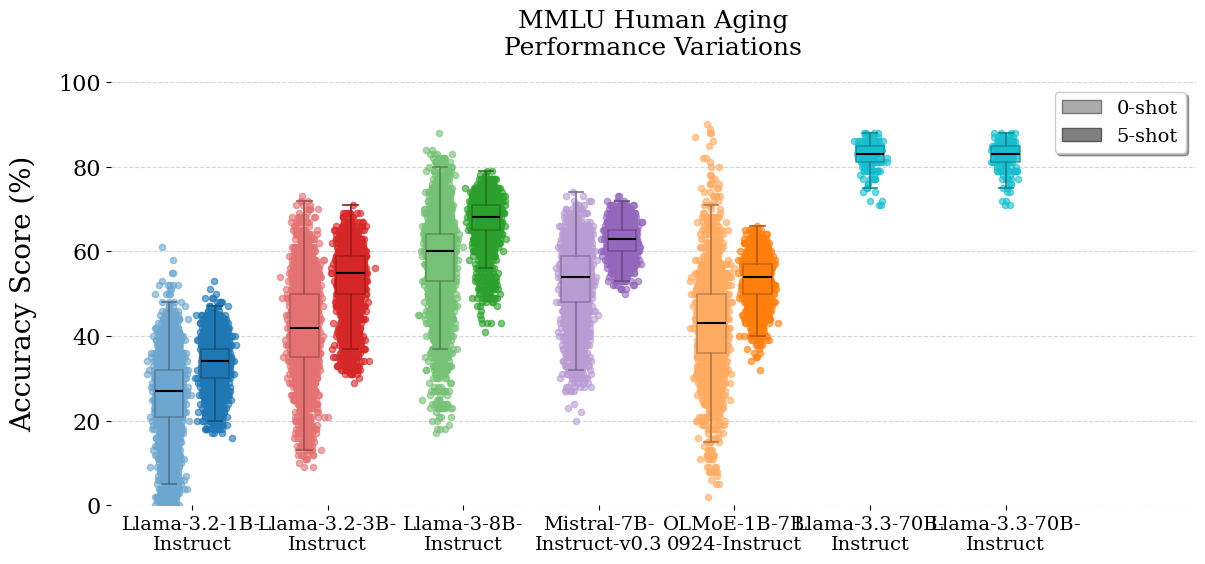 MMLU Human Aging
Performance Variations
Accuracy Score (%)
100
80
60
40
20
0
0-shot
5-shot
Llama-3.2-1B-
Instruct
Llama-3.2-3B-
Instruct
Llama-3-8B-
Instruct
Mistral-7B-
Instruct-v0.3
OLMoE-1B-7B-
0924-Instruct
Llama-3.3-70B-
Instruct
Llama-3.3-70B-
Instruct